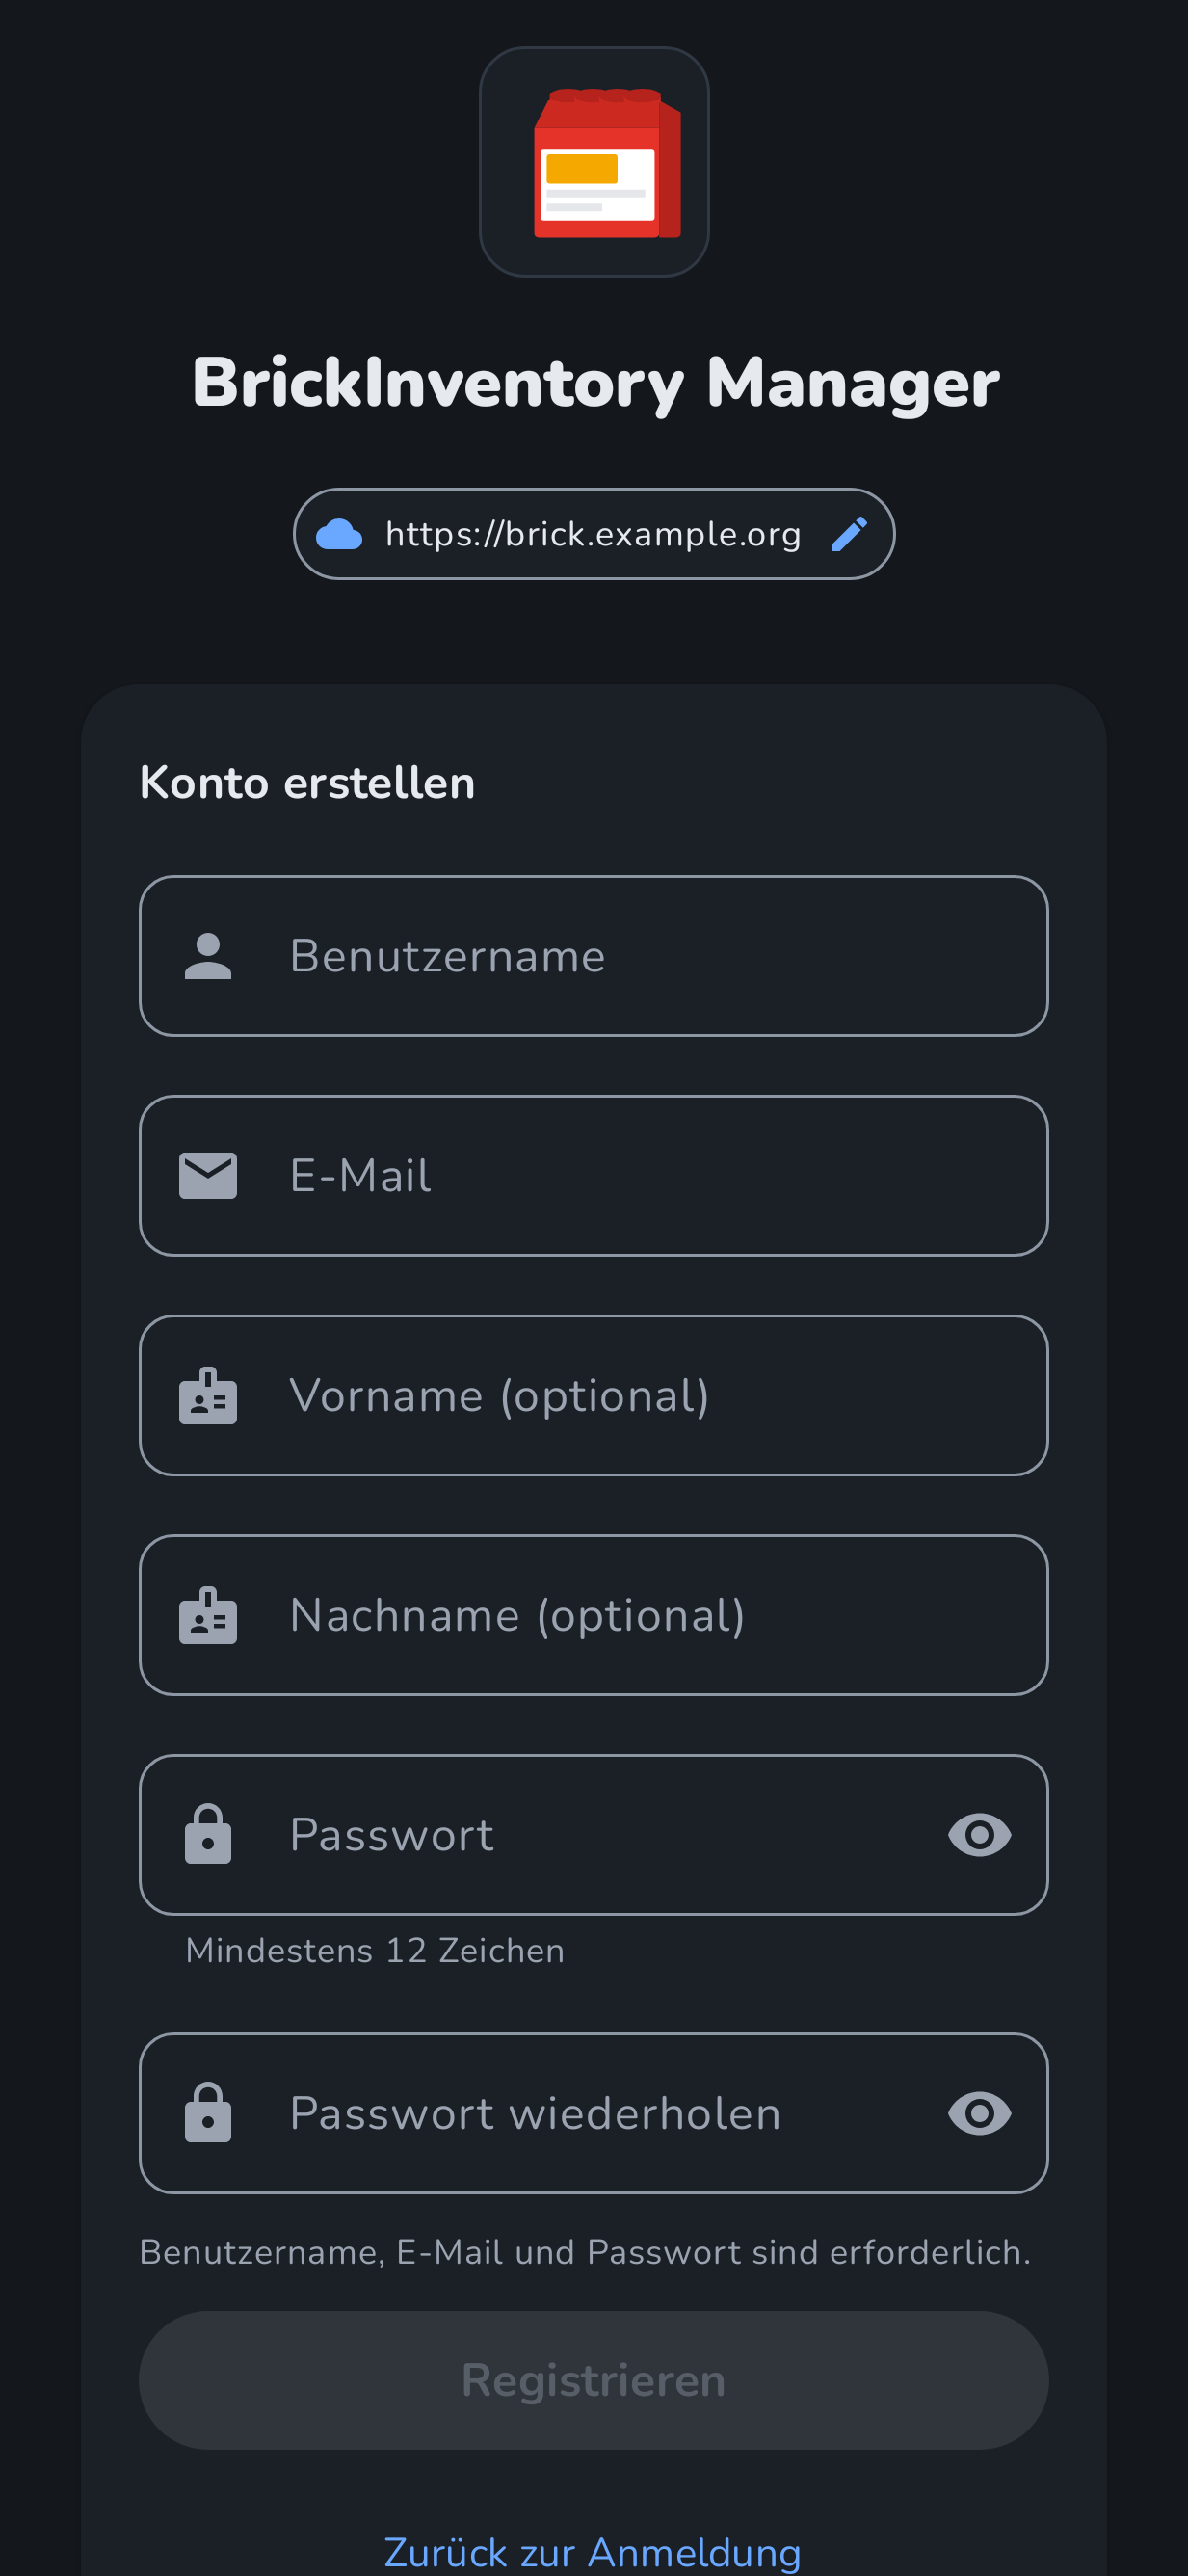 BrickInventory Manager
https://brick.example.org
Konto erstellen
Benutzername
E-Mail
Vorname (optional)
Nachname (optional)
Passwort
Mindestens 12 Zeichen
Passwort wiederholen
Benutzername, E-Mail und Passwort sind erforderlich.
Registrieren
Zurück zur Anmeldung